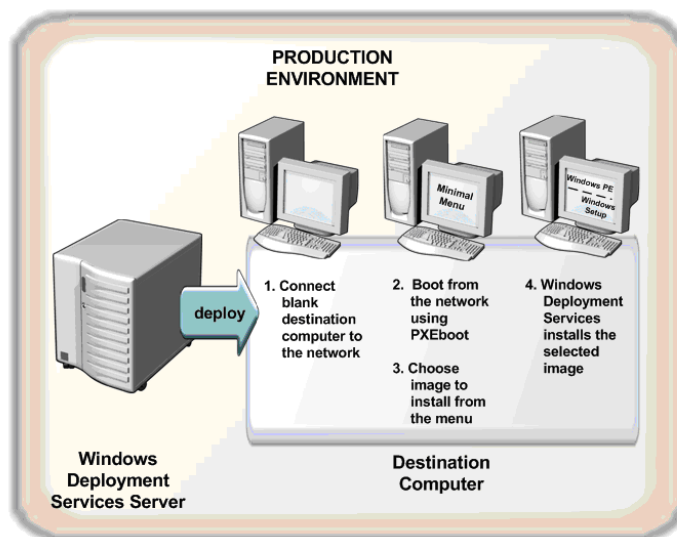 PRODUCTION
ENVIRONMENT
Minimal
Menu
Windows PE
Windows
Setup
deploy
1. Connect
blank
destination
computer to
the network
2. Boot from
the network
using
PXEboot
3. Choose
image to
install from
the menu
4. Windows
Deployment
Services
installs the
selected
image
Windows
Deployment
Services Server
Destination
Computer